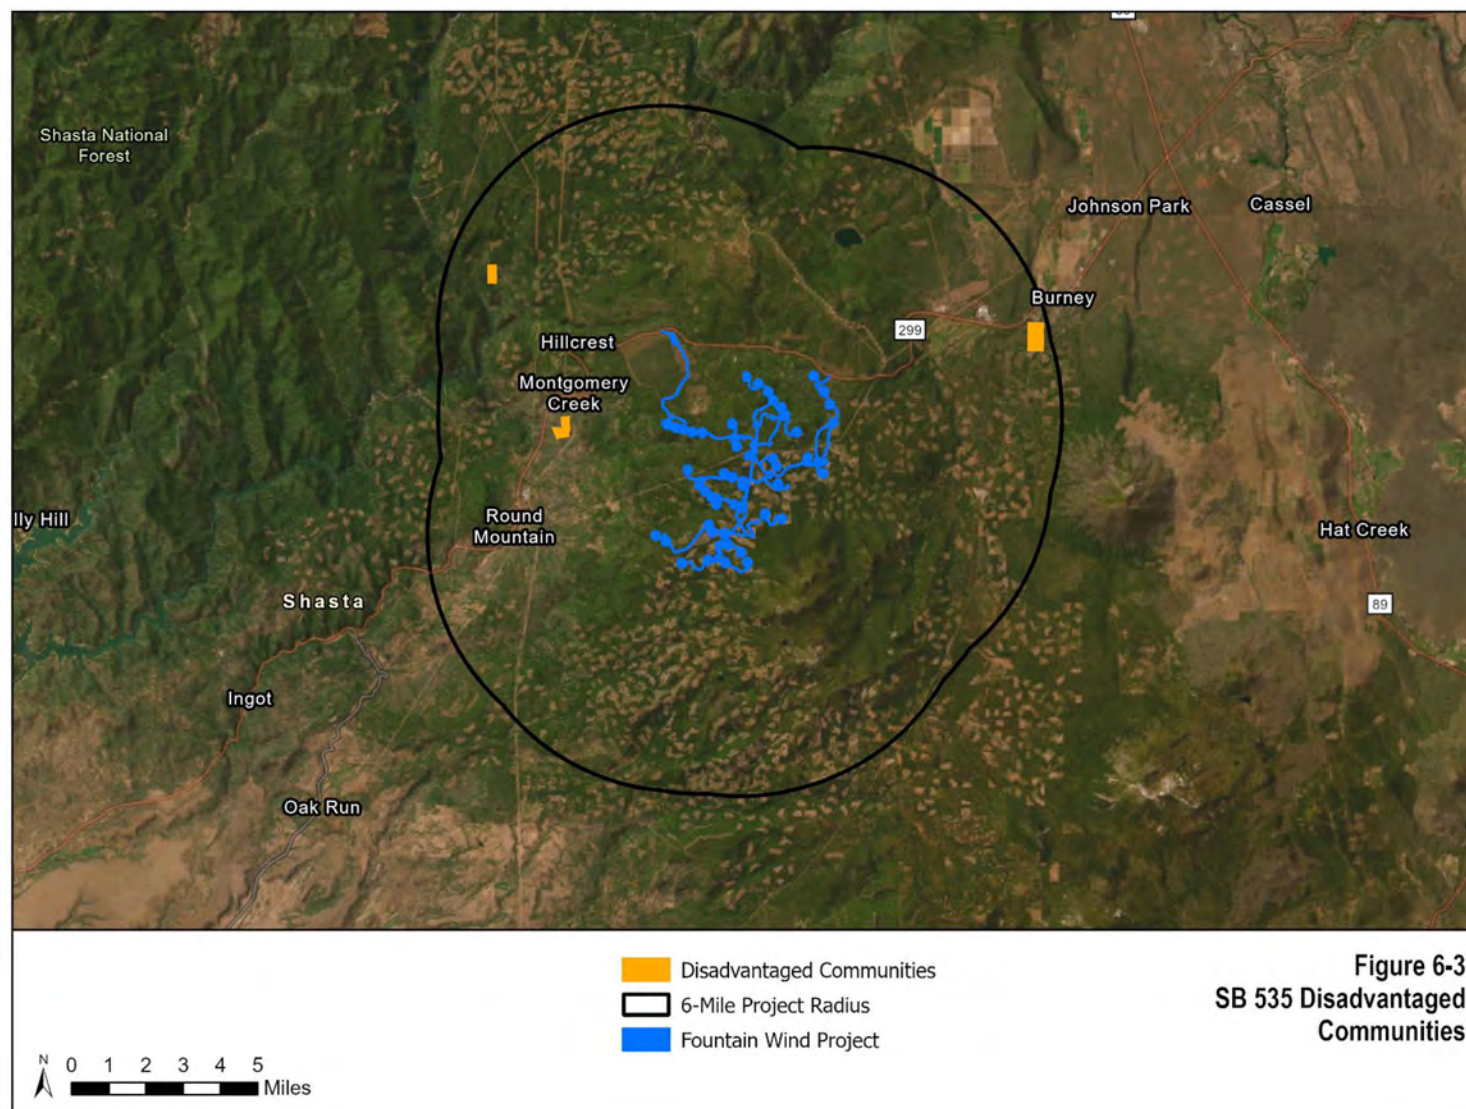 Shasta National
Forest
Johnson Park
Cassel
Burney
299
Hillcrest
Montgomery
Creek
Round
Mountain
lly Hill
Hat Creek
Shasta
89
Ingot
Oak Run
Disadvantaged Communities
6-Mile Project Radius
Fountain Wind Project
Figure 6-3
SB 535 Disadvantaged
Communities
N
0 1 2 3 4 5
Miles